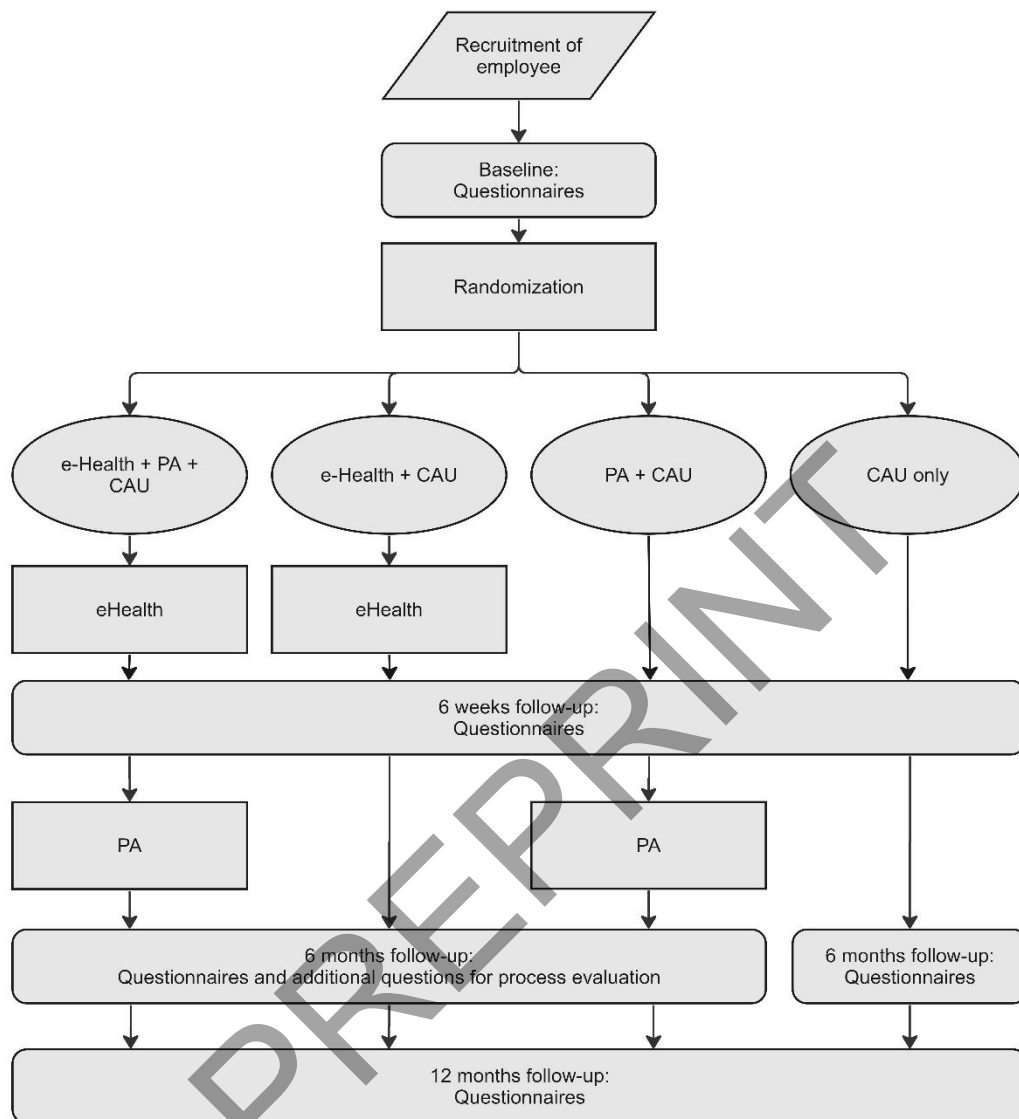 Recruitment of
employee
Baseline:
Questionnaires
Randomization
e-Health + PA +
CAU
e-Health + CAU
PA + CAU
CAU only
eHealth
eHealth
6 weeks follow-up:
Questionnaires
PA
PA
6 months follow-up:
Questionnaires and additional questions for process evaluation
6 months follow-up:
Questionnaires
12 months follow-up:
Questionnaires
PREPRINT